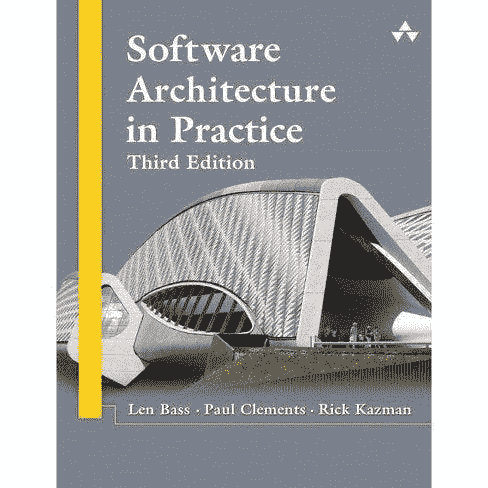 Software
Architecture
in Practice
Third Edition
Len Bass • Paul Clements • Rick Kazman